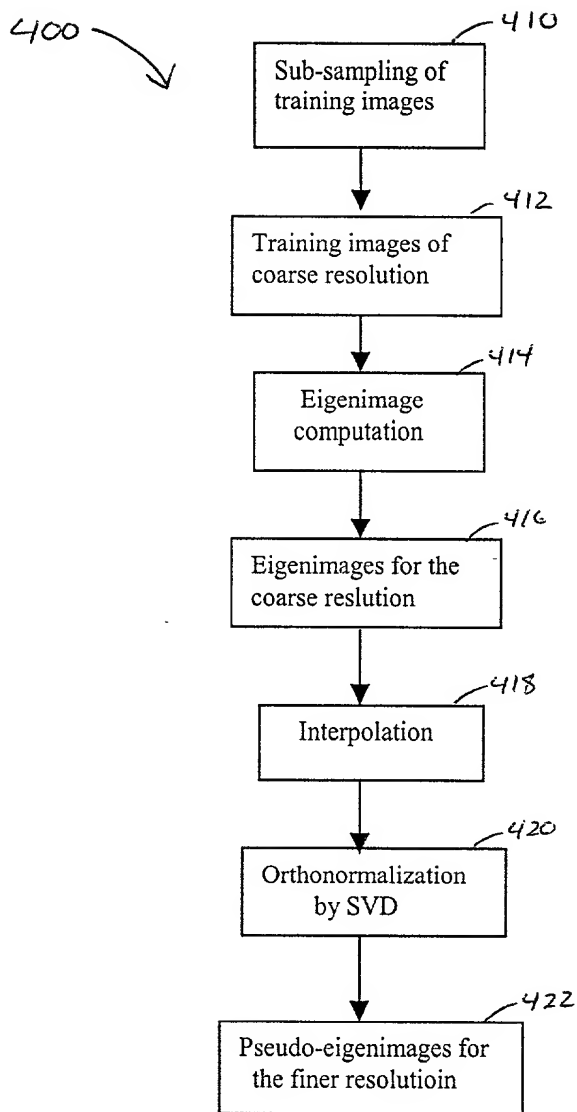 400
410
Sub-sampling of
training images
412
Training images of
coarse resolution
414
Eigenimage
computation
416
Eigenimages for the
coarse reslution
418
Interpolation
420
Orthonormalization
by SVD
422
Pseudo-eigenimages for
the finer resolutioin